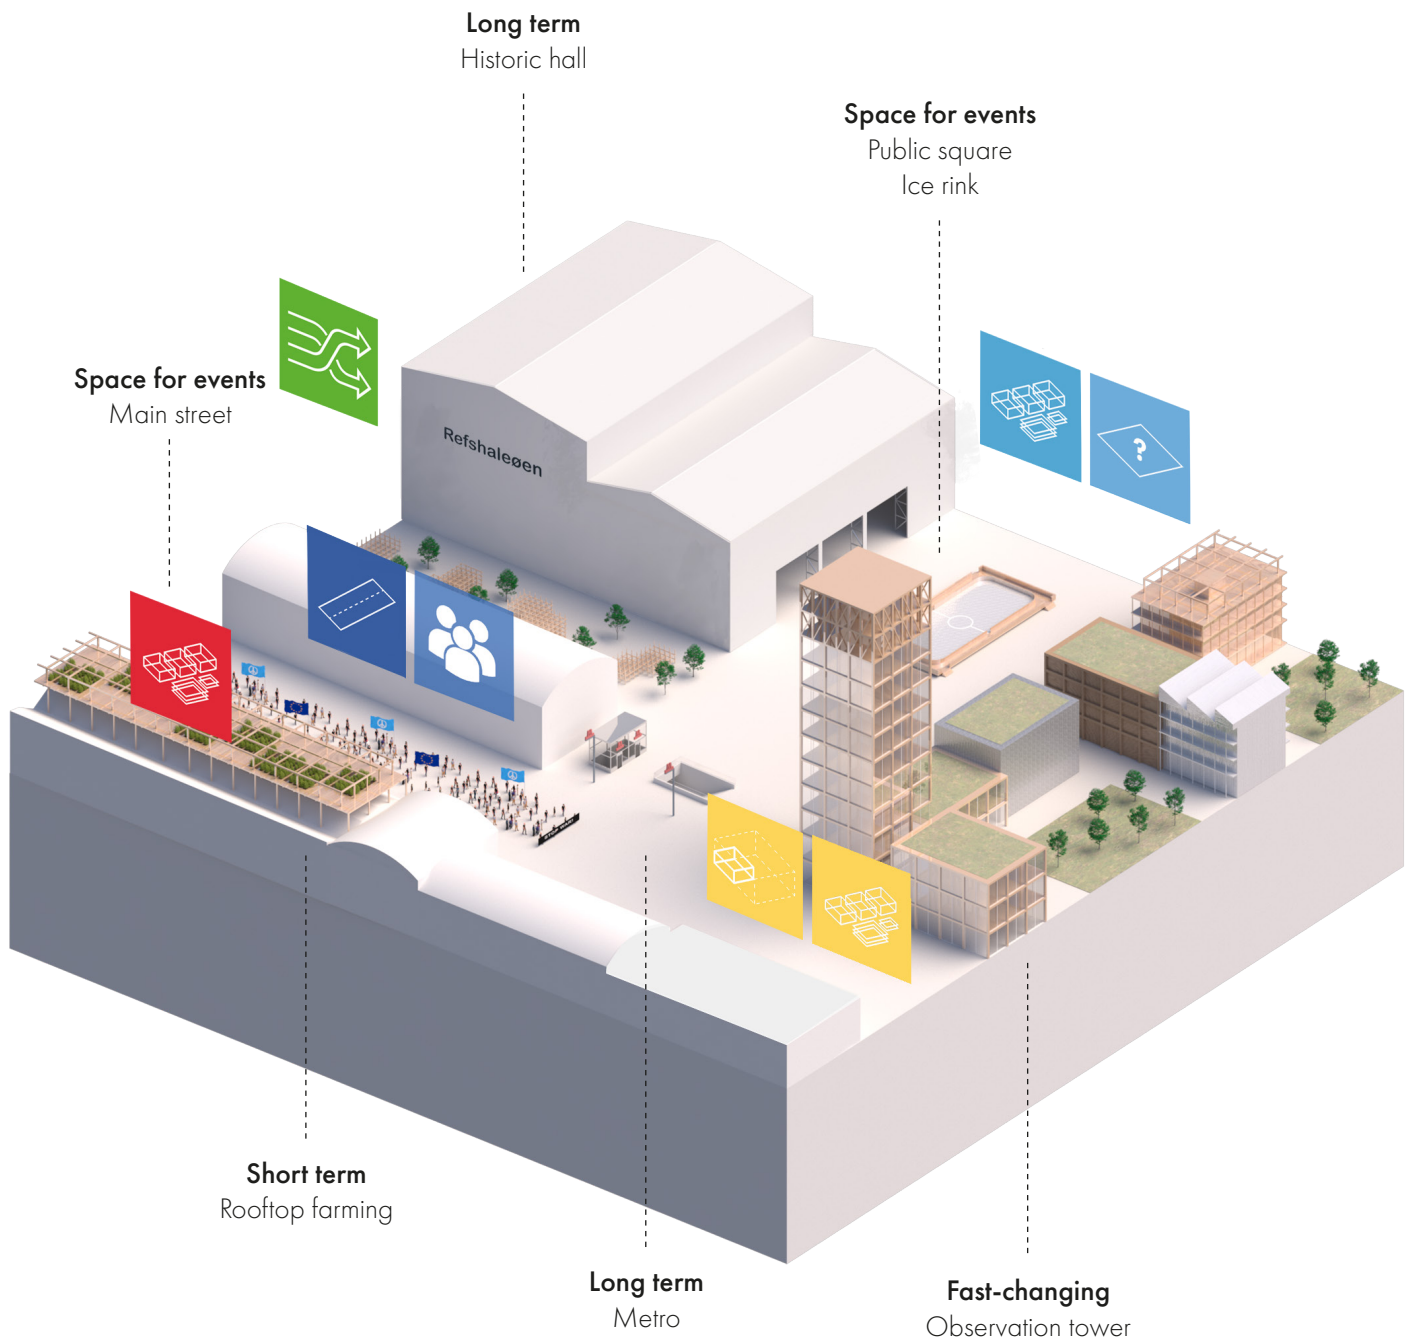 Long term
Historic hall
Space for events
Public square
Ice rink
Space for events
Main street
Refshaleøen
?
Short term
Rooftop farming
Long term
Metro
Fast-changing
Observation tower